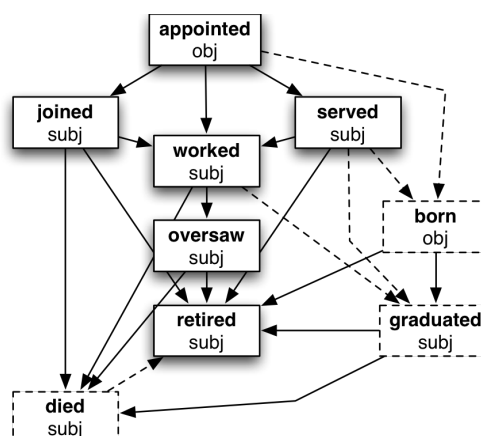 appointed
obj
joined
subj
served
subj
worked
subj
born
obj
oversaw
subj
retired
subj
graduated
subj
died
subj